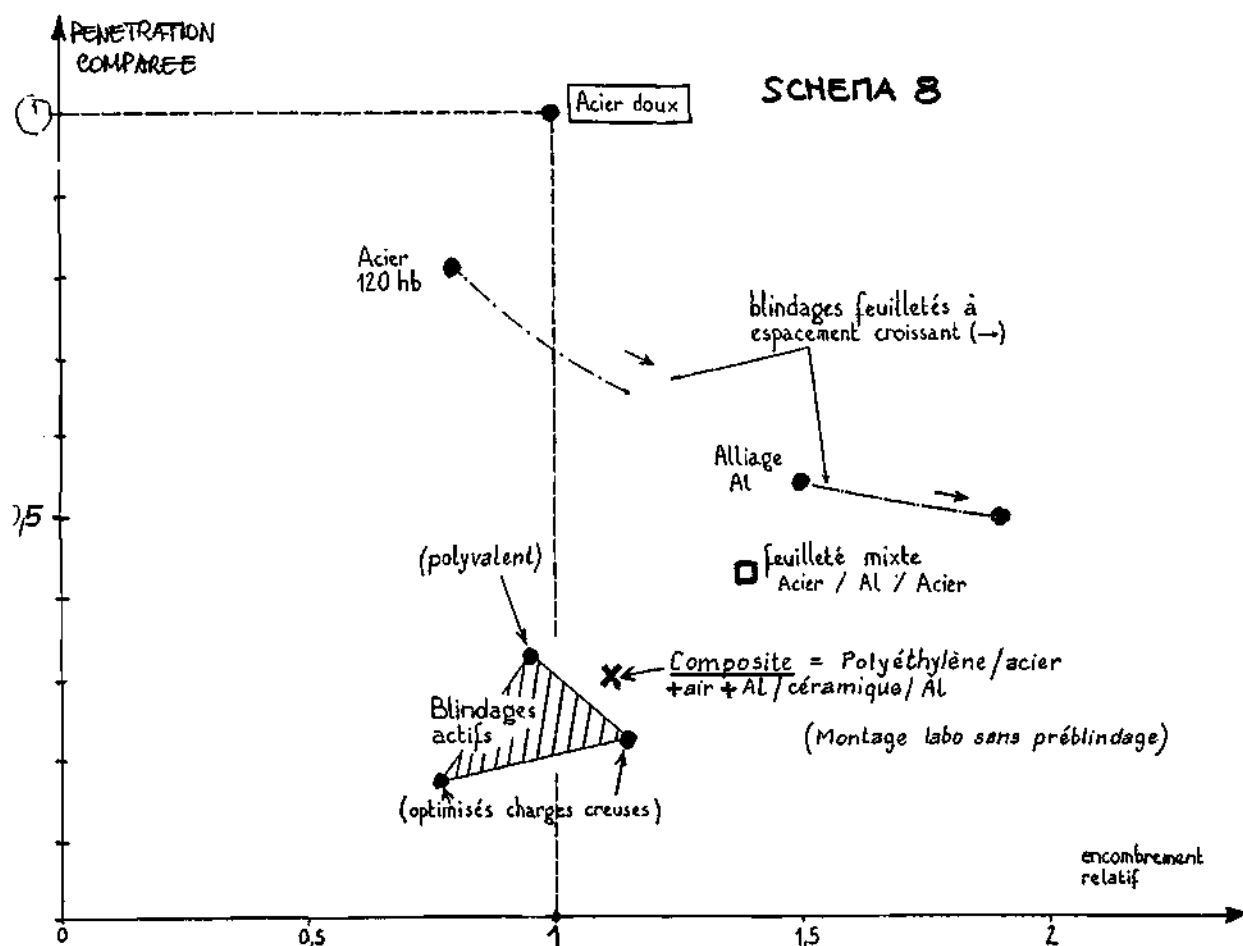 PENETRATION
COMPAREE
SCHEMA 8
1
Acier doux
Acier
120 hb
blindages feuilletés à
espacement croissant (→)
Alliage
Al
0,5
(polyvalent)
feuilleté mixte
Acier / Al / Acier
Composite = Polyéthylène/acier
+air + Al/céramique/Al
Blindages
actifs
(Montage labo sans préblindage)
(optimisés charges creuses)
encombrement
relatif
0
0,5
1
1,5
2